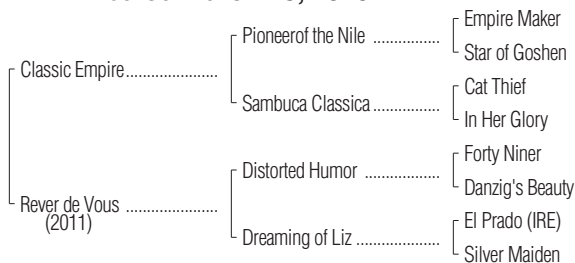 Empire Maker
Pioneerof the Nile ................
Star of Goshen
Classic Empire......................
Cat Thief
Sambuca Classica................
In Her Glory
Forty Niner
Distorted Humor ..................
Danzig's Beauty
Rever de Vous ......................
(2011)
El Prado (IRE)
Dreaming of Liz....................
Silver Maiden